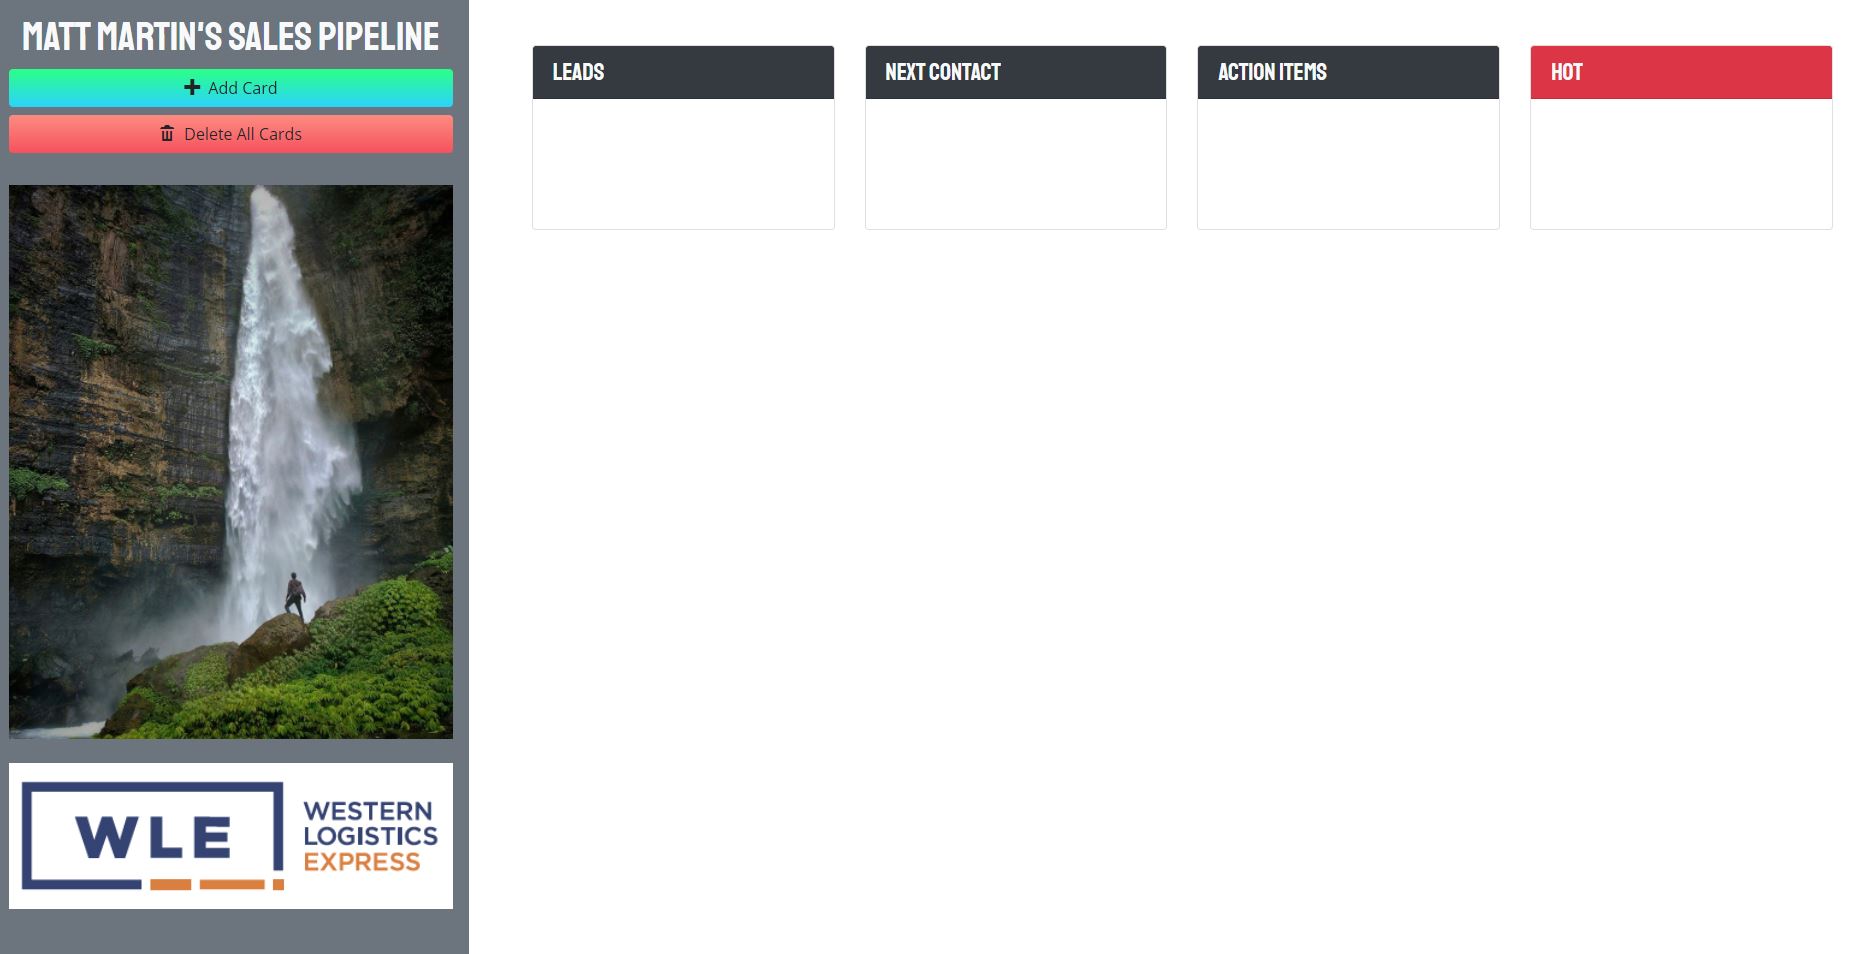 MATT MARTIN'S SALES PIPELINE
Add Card
Delete All Cards
WLE
WESTERN
LOGISTICS
EXPRESS
LEADS
NEXT CONTACT
ACTION ITEMS
HOT